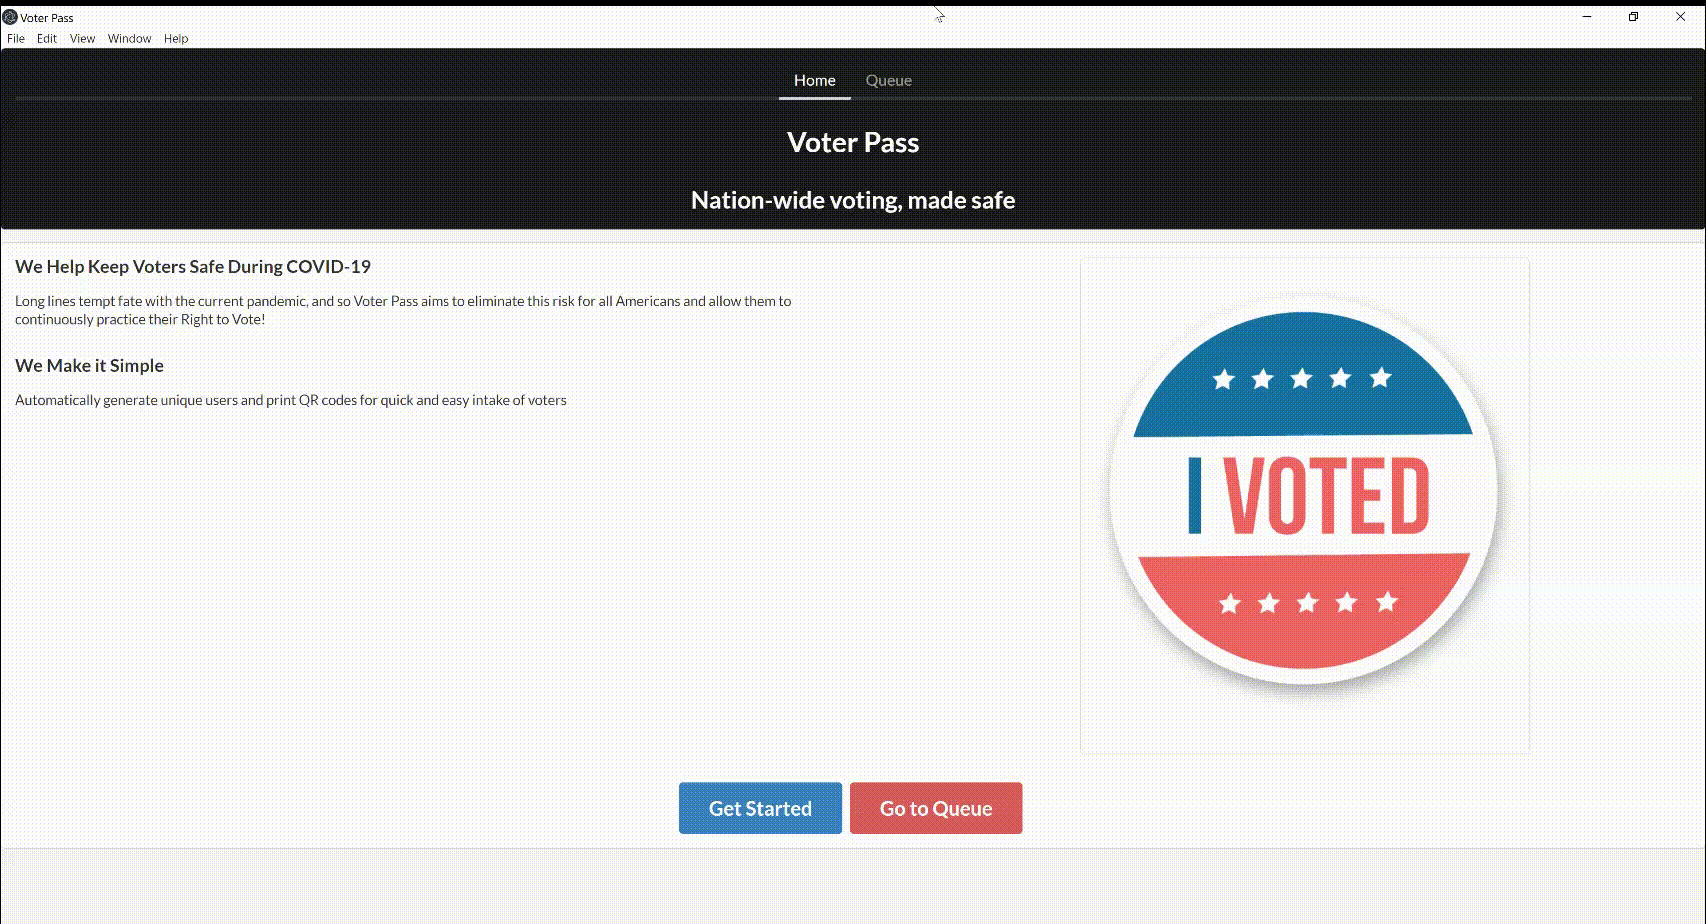 Voter Pass
File Edit View Window Help
Home Queue
Voter Pass
Nation-wide voting, made safe
We Help Keep Voters Safe During COVID-19
Long lines tempt fate with the current pandemic, and so Voter Pass aims to eliminate this risk for all Americans and allow them to
continuously practice their Right to Vote!
We Make it Simple
Automatically generate unique users and print QR codes for quick and easy intake of voters
I VOTED
Get Started Go to Queue